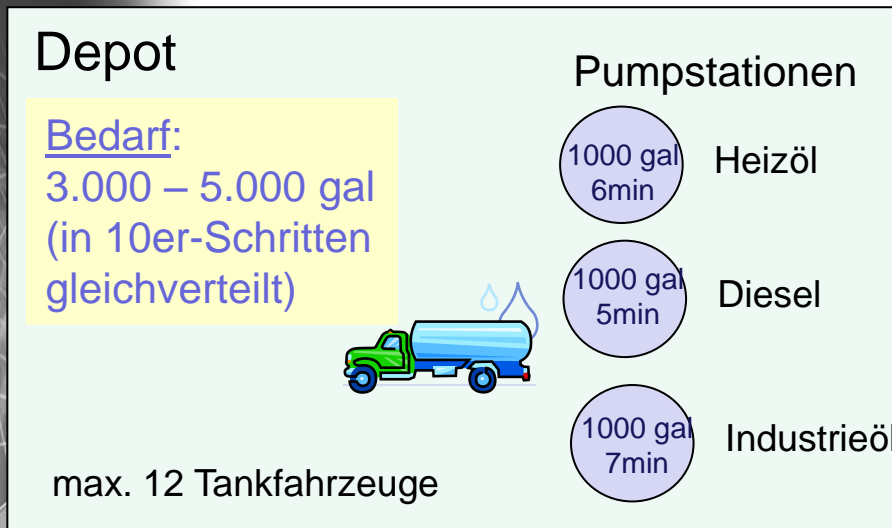 Depot
Pumpstationen
Bedarf:
3.000 – 5.000 gal
(in 10er-Schritten
gleichverteilt)
1000 gal
6min
Heizöl
1000 gal
5min
Diesel
1000 gal
7min
Industrieöl
max. 12 Tankfahrzeuge